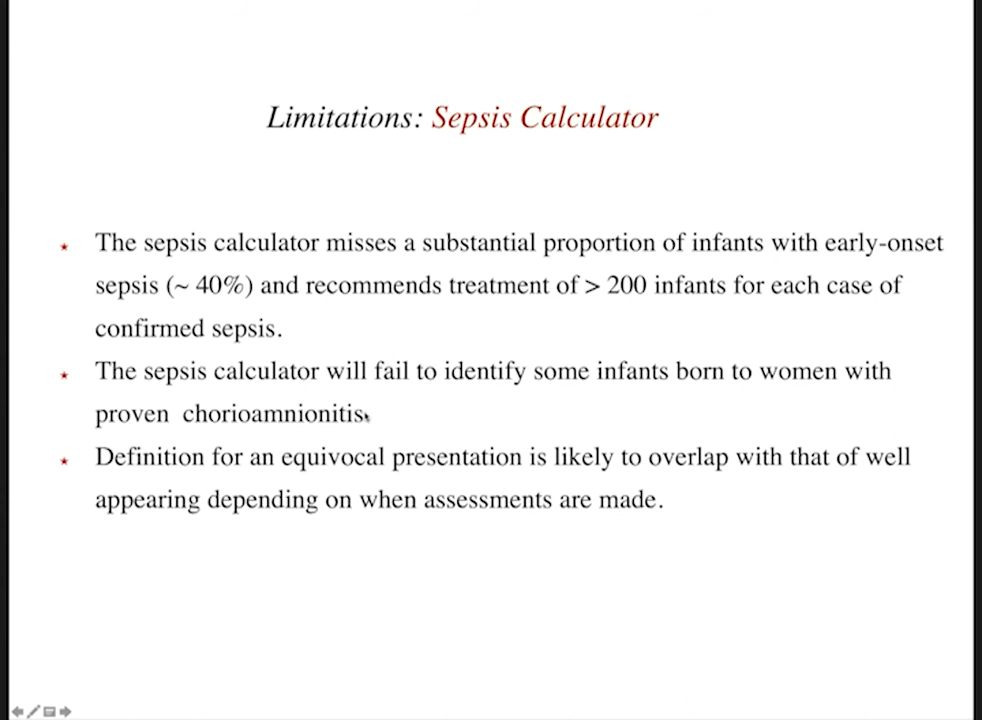 Limitations: Sepsis Calculator
The sepsis calculator misses a substantial proportion of infants with early-onset
sepsis (~ 40%) and recommends treatment of > 200 infants for each case of
confirmed sepsis.
The sepsis calculator will fail to identify some infants born to women with
proven chorioamnionitis.
Definition for an equivocal presentation is likely to overlap with that of well
appearing depending on when assessments are made.